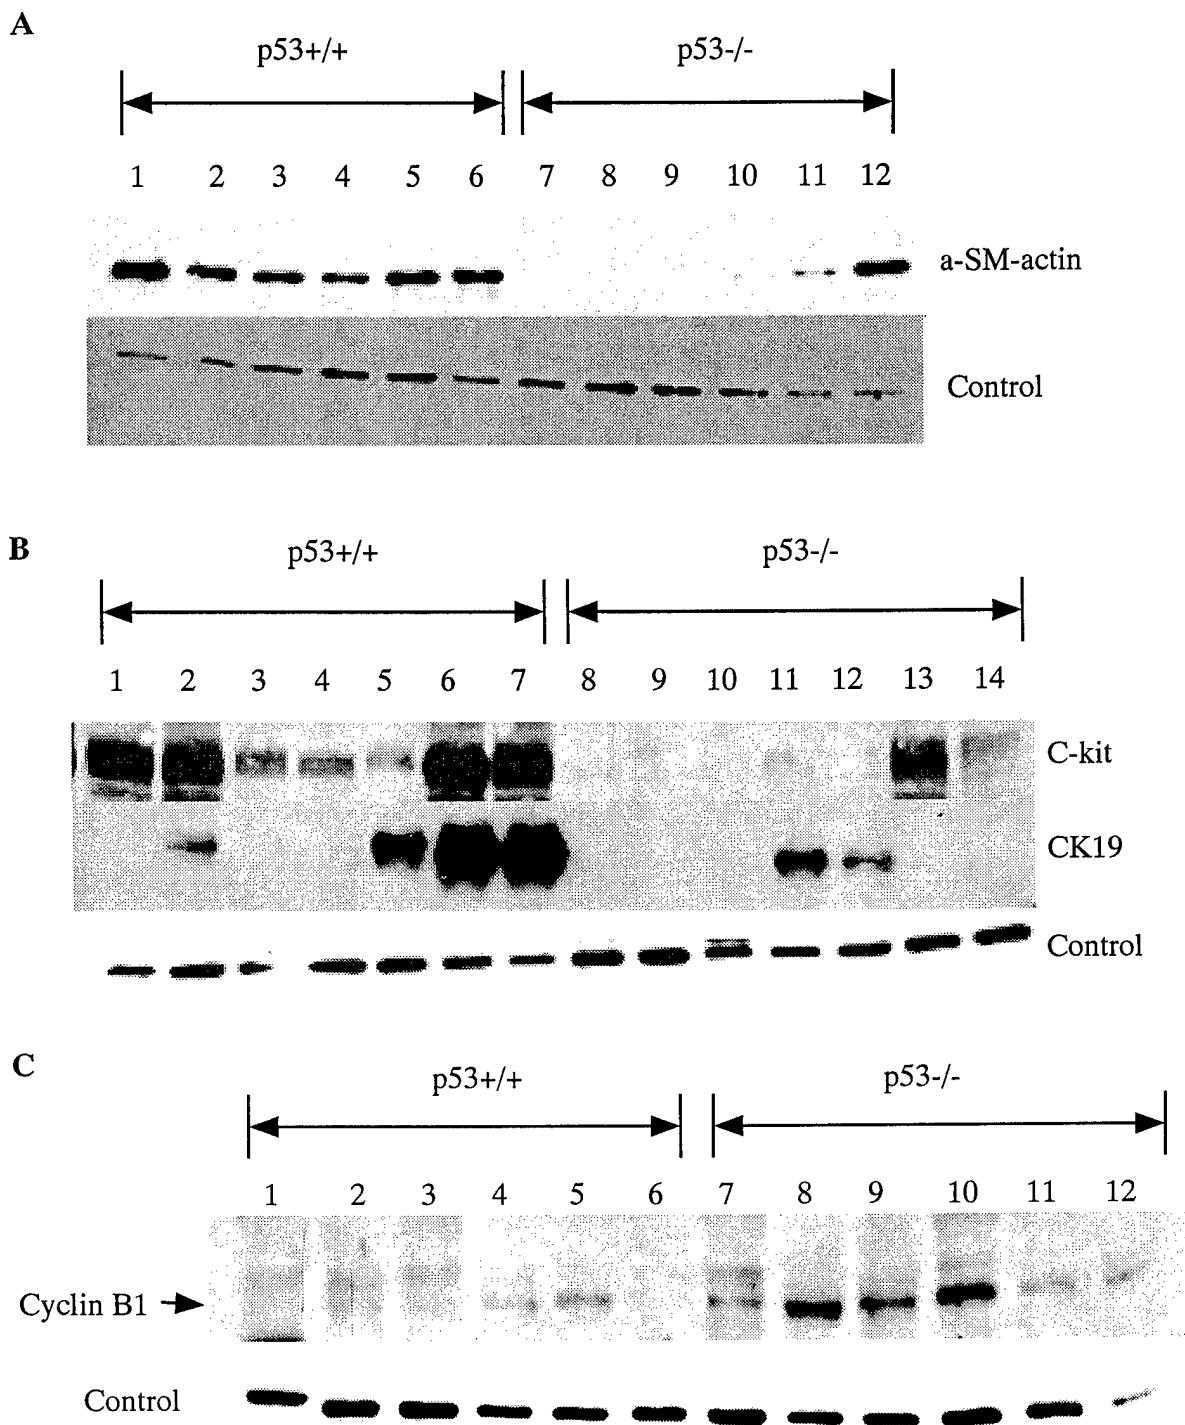 A
p53+/+ p53-/-
1 2 3 4 5 6 7 8 9 10 11 12
a-SM-actin
Control
B
p53+/+ p53-/-
1 2 3 4 5 6 7 8 9 10 11 12 13 14
C-kit
CK19
Control
C
p53+/+ p53-/-
1 2 3 4 5 6 7 8 9 10 11 12
Cyclin B1
Control